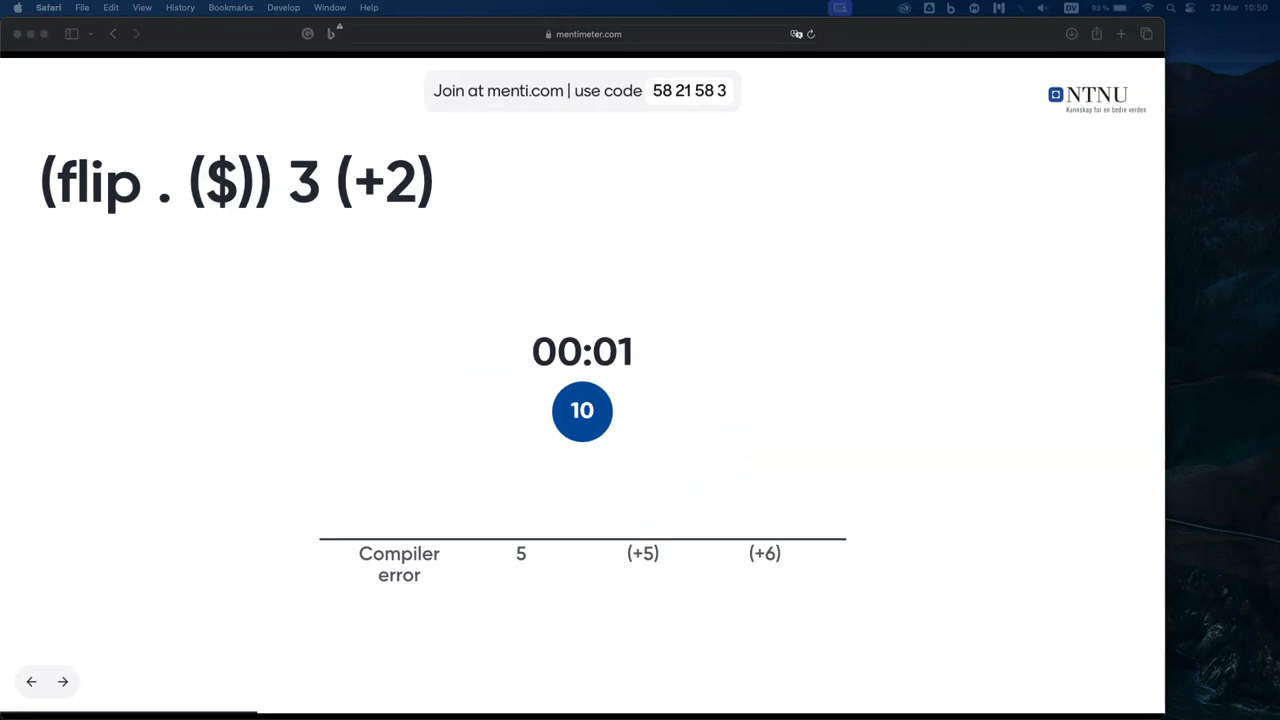 Safari File Edit View History Bookmarks Develop Window Help
DV 93 % 22 Mar 10:50
mentimeter.com
Join at menti.com | use code 58 21 58 3
NTNU
Kunnskap for en bedre verden
(flip . ($)) 3 (+2)
00:01
10
Compiler error 5 (+5) (+6)